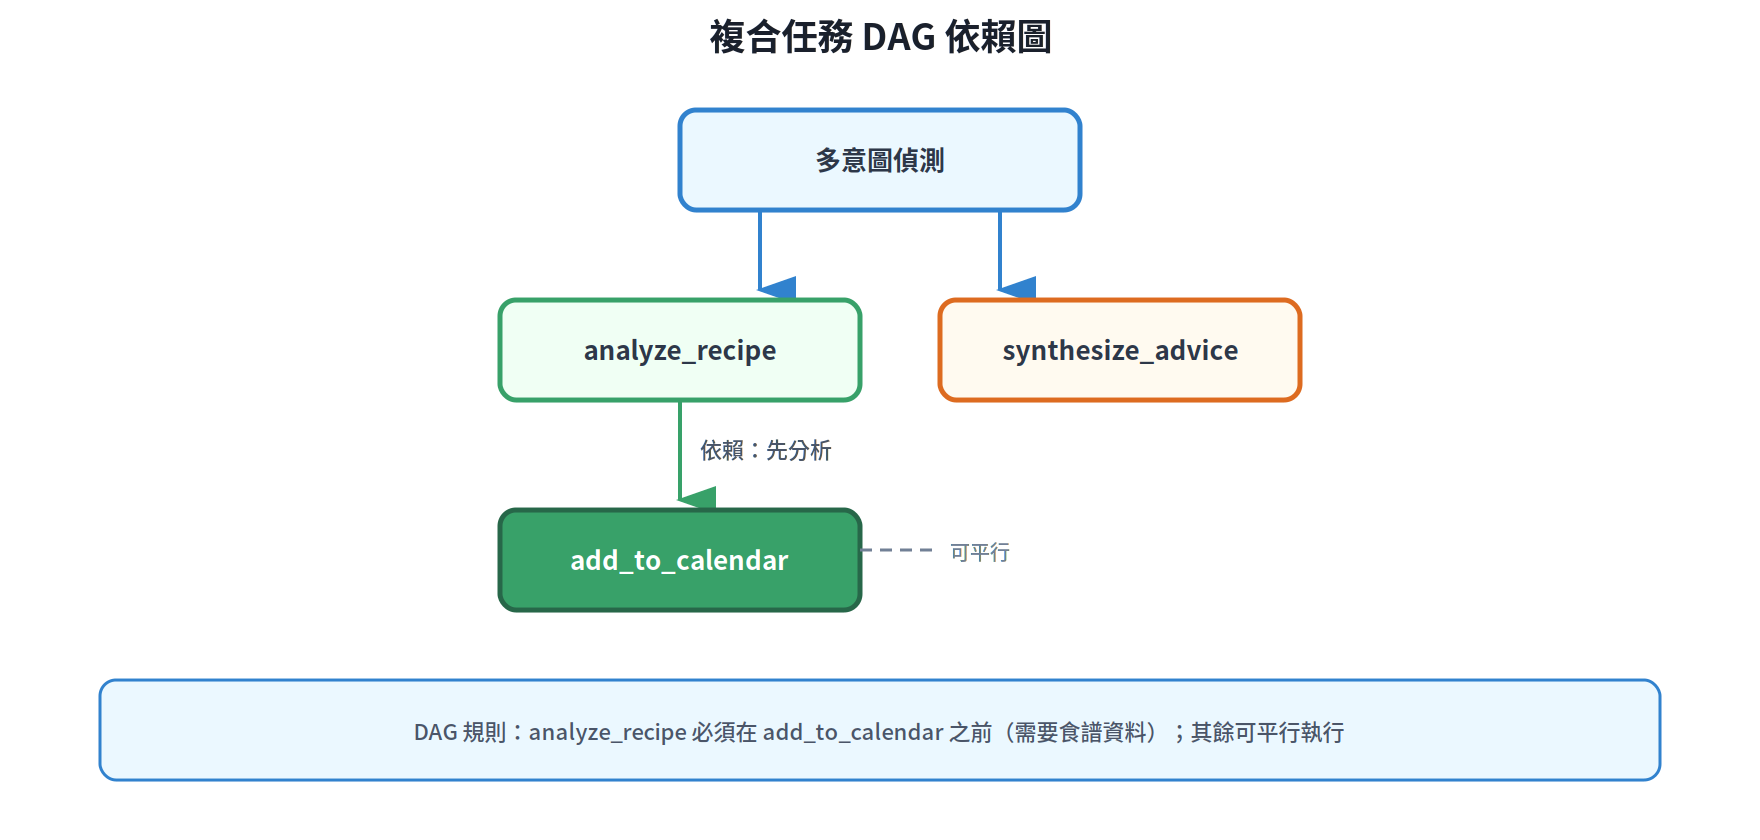 複合任務 DAG 依賴圖
多意圖偵測
analyze_recipe
synthesize_advice
依賴：先分析
add_to_calendar
可平行
DAG 規則：analyze_recipe 必須在 add_to_calendar 之前（需要食譜資料）；其餘可平行執行